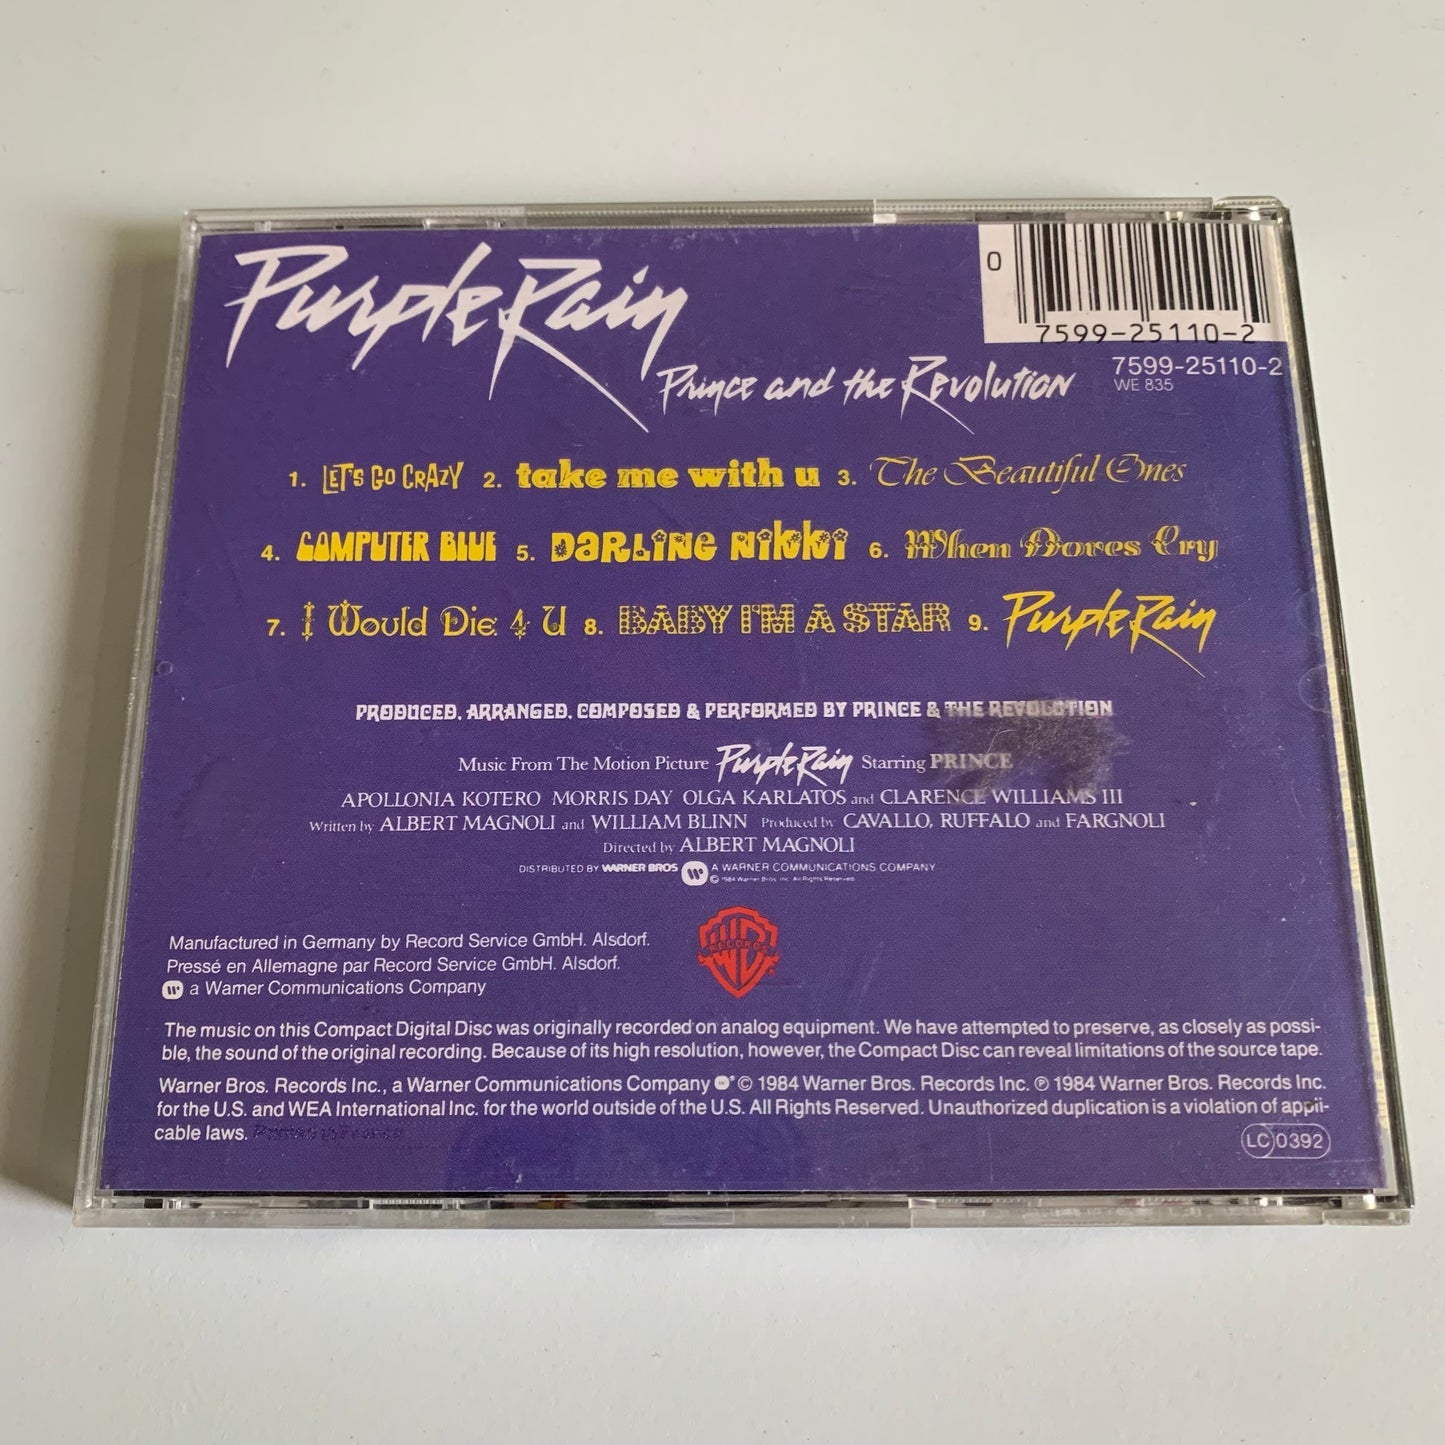 Purple Rain
0
7599-25110-2
Prince and the Revolution
7599-25110-2
WE 835
1. LET'S GO CRAZY 2. take me with u 3. The Beautiful Ones
4. COMPUTER BLUE 5. DARLING NIKKI 6. When Doves Cry
7. I Would Die 4 U 8. BABY I'M A STAR 9. Purple Rain
PRODUCED, ARRANGED, COMPOSED & PERFORMED BY PRINCE & THE REVOLUTION
Music From The Motion Picture Purple Rain Starring PRINCE
APOLLONIA KOTERO MORRIS DAY OLGA KARLATOS and CLARENCE WILLIAMS III
Written by ALBERT MAGNOLI and WILLIAM BLINN Produced by CAVALLO, RUFFALO and FARGNOLI
Directed by ALBERT MAGNOLI
DISTRIBUTED BY WARNER BROS A WARNER COMMUNICATIONS COMPANY
© 1984 Warner Bros. Inc. All Rights Reserved
RECORDS
Manufactured in Germany by Record Service GmbH. Alsdorf.
Pressé en Allemagne par Record Service GmbH. Alsdorf.
a Warner Communications Company
The music on this Compact Digital Disc was originally recorded on analog equipment. We have attempted to preserve, as closely as possi-
ble, the sound of the original recording. Because of its high resolution, however, the Compact Disc can reveal limitations of the source tape.
Warner Bros. Records Inc., a Warner Communications Company © 1984 Warner Bros. Records Inc. ℗ 1984 Warner Bros. Records Inc.
for the U.S. and WEA International Inc. for the world outside of the U.S. All Rights Reserved. Unauthorized duplication is a violation of appli-
cable laws.
LC 0392